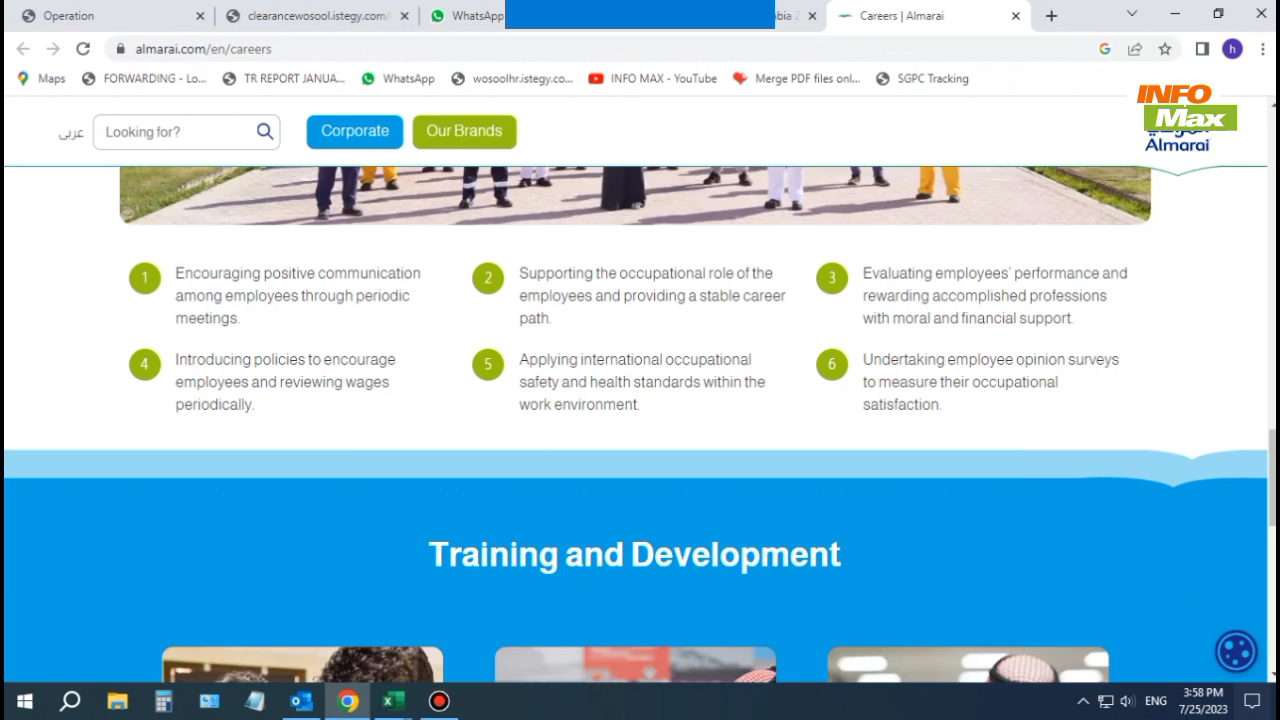 Operation
clearancewosool.istegy.com/
WhatsApp
Careers | Almarai
almarai.com/en/careers
h
Maps
FORWARDING - Lo...
TR REPORT JANUA...
WhatsApp
wosoolhr.istegy.co...
INFO MAX - YouTube
Merge PDF files onl...
SGPC Tracking
عربى
Looking for?
Corporate
Our Brands
INFO
Max
Almarai
1
Encouraging positive communication
among employees through periodic
meetings.
2
Supporting the occupational role of the
employees and providing a stable career
path.
3
Evaluating employees' performance and
rewarding accomplished professions
with moral and financial support.
4
Introducing policies to encourage
employees and reviewing wages
periodically.
5
Applying international occupational
safety and health standards within the
work environment.
6
Undertaking employee opinion surveys
to measure their occupational
satisfaction.
Training and Development
ENG
3:58 PM
7/25/2023